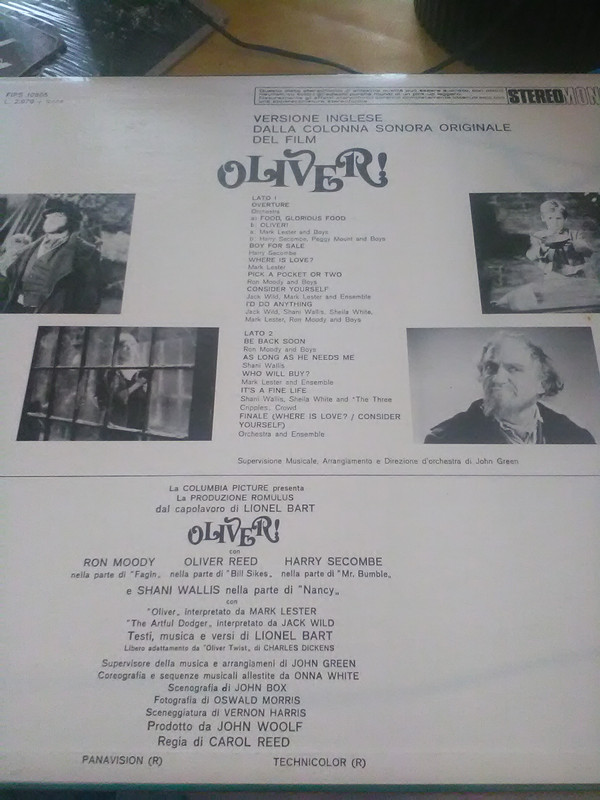 VERSIONE INGLESE
DALLA COLONNA SONORA ORIGINALE
DEL FILM
OLIVER!
STEREO MONO
LATO 1
OVERTURE
Orchestra
a) FOOD, GLORIOUS FOOD
b) OLIVER!
a: Mark Lester and Boys
b: Harry Secombe, Peggy Mount and Boys
BOY FOR SALE
Harry Secombe
WHERE IS LOVE?
Mark Lester
PICK A POCKET OR TWO
Ron Moody and Boys
CONSIDER YOURSELF
Jack Wild, Mark Lester and Ensemble
I'D DO ANYTHING
Jack Wild, Shani Wallis, Sheila White,
Mark Lester, Ron Moody and Boys
LATO 2
BE BACK SOON
Ron Moody and Boys
AS LONG AS HE NEEDS ME
Shani Wallis
WHO WILL BUY?
Mark Lester and Ensemble
IT'S A FINE LIFE
Shani Wallis, Sheila White and "The Three
Cripples; Crowd
FINALE (WHERE IS LOVE? / CONSIDER
YOURSELF)
Orchestra and Ensemble
Supervisione Musicale, Arrangiamento e Direzione d'orchestra di John Green
La COLUMBIA PICTURE presenta
La PRODUZIONE ROMULUS
dal capolavoro di LIONEL BART
OLIVER!
con
RON MOODY OLIVER REED HARRY SECOMBE
nella parte di "Fagin„ nella parte di "Bill Sikes„ nella parte di "Mr. Bumble„
e SHANI WALLIS nella parte di "Nancy„
con
"Oliver„ interpretato da MARK LESTER
"The Artful Dodger„ interpretato da JACK WILD
Testi, musica e versi di LIONEL BART
Libero adattamento da "Oliver Twist„ di CHARLES DICKENS
Supervisore della musica e arrangiameni di JOHN GREEN
Coreografia e sequenze musicali allestite da ONNA WHITE
Scenografia di JOHN BOX
Fotografia di OSWALD MORRIS
Sceneggiatura di VERNON HARRIS
Prodotto da JOHN WOOLF
Regia di CAROL REED
PANAVISION (R) TECHNICOLOR (R)